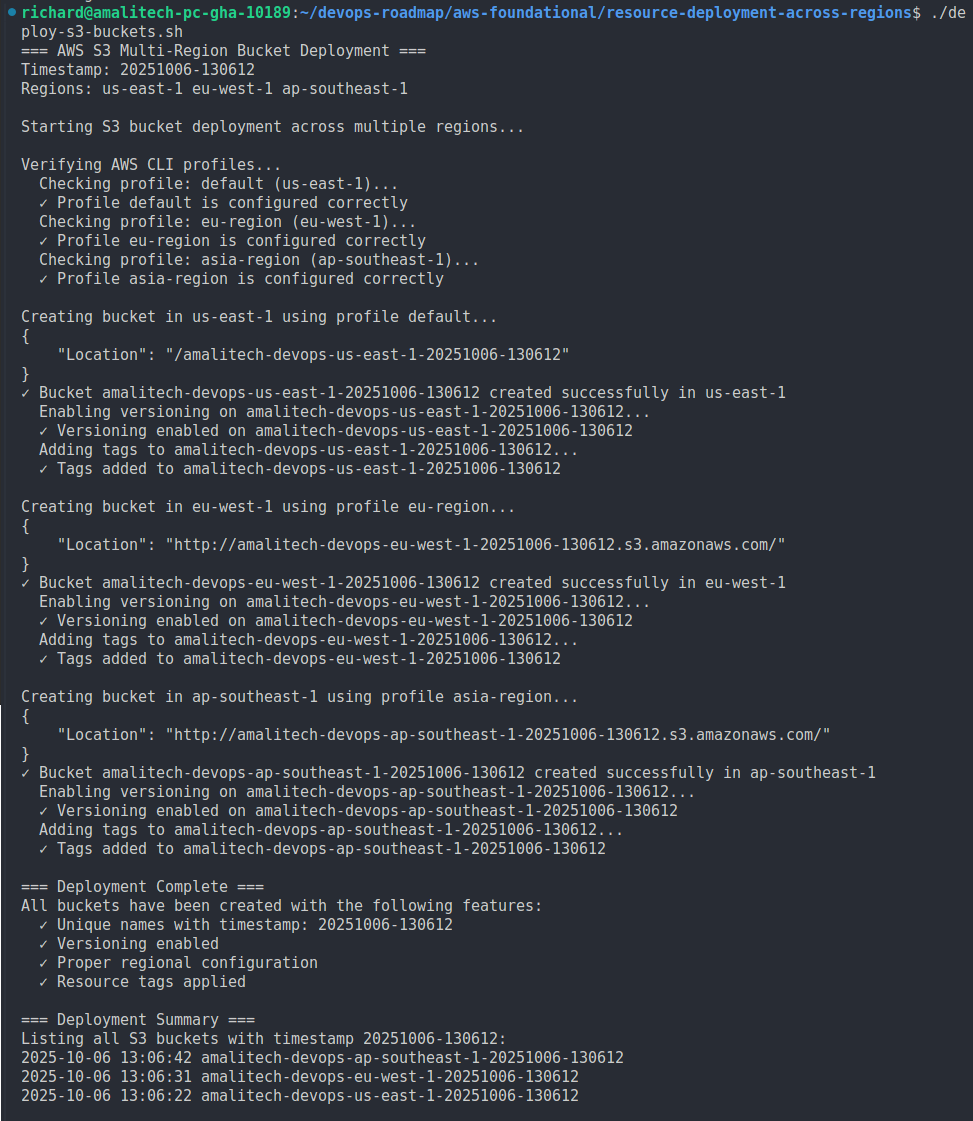 richard@amalitech-pc-gha-10189:~/devops-roadmap/aws-foundational/resource-deployment-across-regions$ ./de
ploy-s3-buckets.sh
=== AWS S3 Multi-Region Bucket Deployment ===
Timestamp: 20251006-130612
Regions: us-east-1 eu-west-1 ap-southeast-1

Starting S3 bucket deployment across multiple regions...

Verifying AWS CLI profiles...
  Checking profile: default (us-east-1)...
  ✓ Profile default is configured correctly
  Checking profile: eu-region (eu-west-1)...
  ✓ Profile eu-region is configured correctly
  Checking profile: asia-region (ap-southeast-1)...
  ✓ Profile asia-region is configured correctly

Creating bucket in us-east-1 using profile default...
{
    "Location": "/amalitech-devops-us-east-1-20251006-130612"
}
✓ Bucket amalitech-devops-us-east-1-20251006-130612 created successfully in us-east-1
  Enabling versioning on amalitech-devops-us-east-1-20251006-130612...
  ✓ Versioning enabled on amalitech-devops-us-east-1-20251006-130612
  Adding tags to amalitech-devops-us-east-1-20251006-130612...
  ✓ Tags added to amalitech-devops-us-east-1-20251006-130612

Creating bucket in eu-west-1 using profile eu-region...
{
    "Location": "http://amalitech-devops-eu-west-1-20251006-130612.s3.amazonaws.com/"
}
✓ Bucket amalitech-devops-eu-west-1-20251006-130612 created successfully in eu-west-1
  Enabling versioning on amalitech-devops-eu-west-1-20251006-130612...
  ✓ Versioning enabled on amalitech-devops-eu-west-1-20251006-130612
  Adding tags to amalitech-devops-eu-west-1-20251006-130612...
  ✓ Tags added to amalitech-devops-eu-west-1-20251006-130612

Creating bucket in ap-southeast-1 using profile asia-region...
{
    "Location": "http://amalitech-devops-ap-southeast-1-20251006-130612.s3.amazonaws.com/"
}
✓ Bucket amalitech-devops-ap-southeast-1-20251006-130612 created successfully in ap-southeast-1
  Enabling versioning on amalitech-devops-ap-southeast-1-20251006-130612...
  ✓ Versioning enabled on amalitech-devops-ap-southeast-1-20251006-130612
  Adding tags to amalitech-devops-ap-southeast-1-20251006-130612...
  ✓ Tags added to amalitech-devops-ap-southeast-1-20251006-130612

=== Deployment Complete ===
All buckets have been created with the following features:
  ✓ Unique names with timestamp: 20251006-130612
  ✓ Versioning enabled
  ✓ Proper regional configuration
  ✓ Resource tags applied

=== Deployment Summary ===
Listing all S3 buckets with timestamp 20251006-130612:
2025-10-06 13:06:42 amalitech-devops-ap-southeast-1-20251006-130612
2025-10-06 13:06:31 amalitech-devops-eu-west-1-20251006-130612
2025-10-06 13:06:22 amalitech-devops-us-east-1-20251006-130612